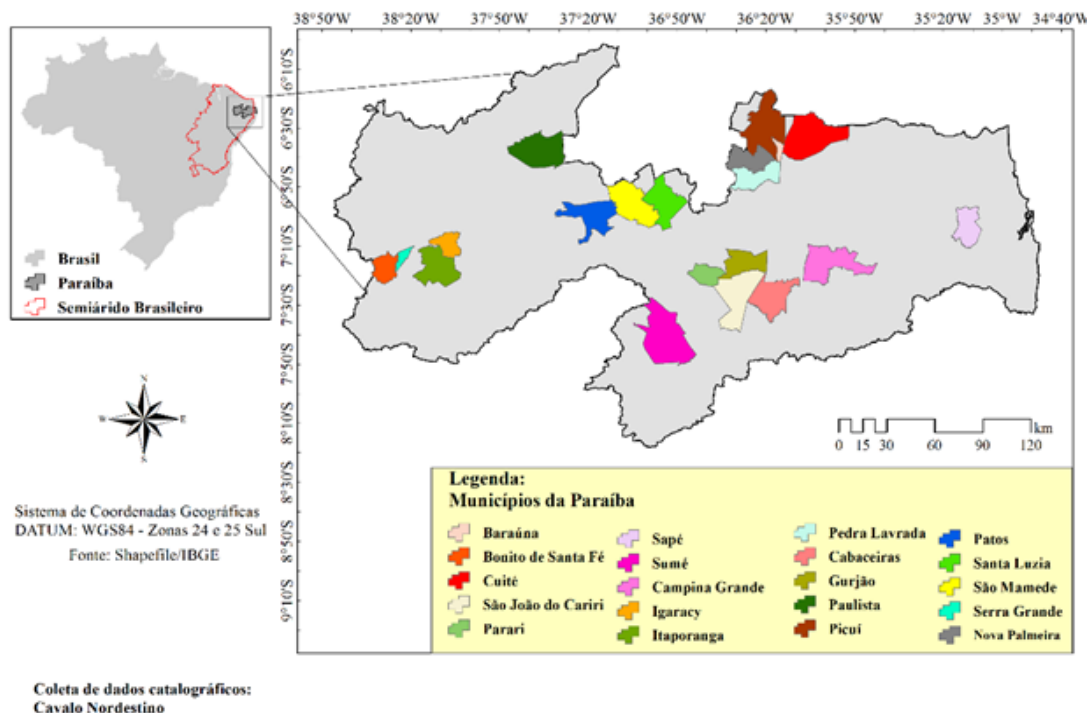 38°50'W 38°20'W 37°50'W 37°20'W 36°50'W 36°20'W 35°50'W 35°20'W 35°W 34°40'W
6°10'S
6°30'S
6°50'S
7°10'S
7°30'S
7°50'S
8°10'S
8°30'S
8°50'S
9°10'S
Brasil
Paraíba
Semiárido Brasileiro
N
W E
S
km
0 15 30 60 90 120
Sistema de Coordenadas Geográficas
DATUM: WGS84 - Zonas 24 e 25 Sul
Fonte: Shapefile/IBGE
Legenda:
Municípios da Paraíba
Baraúna
Bonito de Santa Fé
Cuité
São João do Cariri
Parari
Sapé
Sumé
Campina Grande
Igaracy
Itaporanga
Pedra Lavrada
Cabaceiras
Gurjão
Paulista
Picuí
Patos
Santa Luzia
São Mamede
Serra Grande
Nova Palmeira
Coleta de dados catalográficos:
Cavalo Nordestino